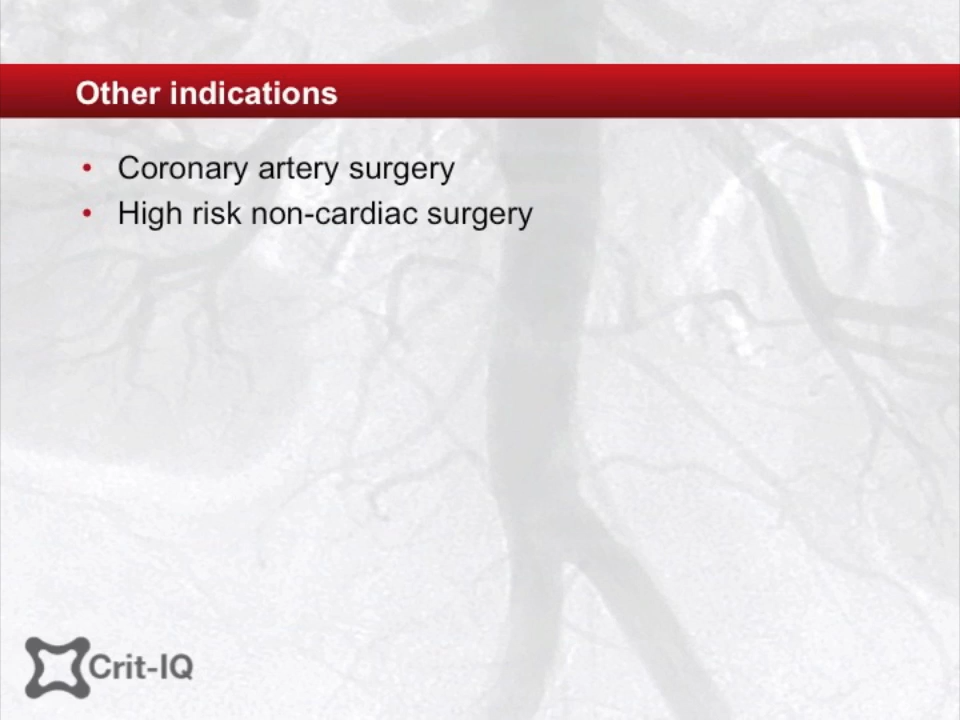 Other indications
• Coronary artery surgery
• High risk non-cardiac surgery
Crit-IQ